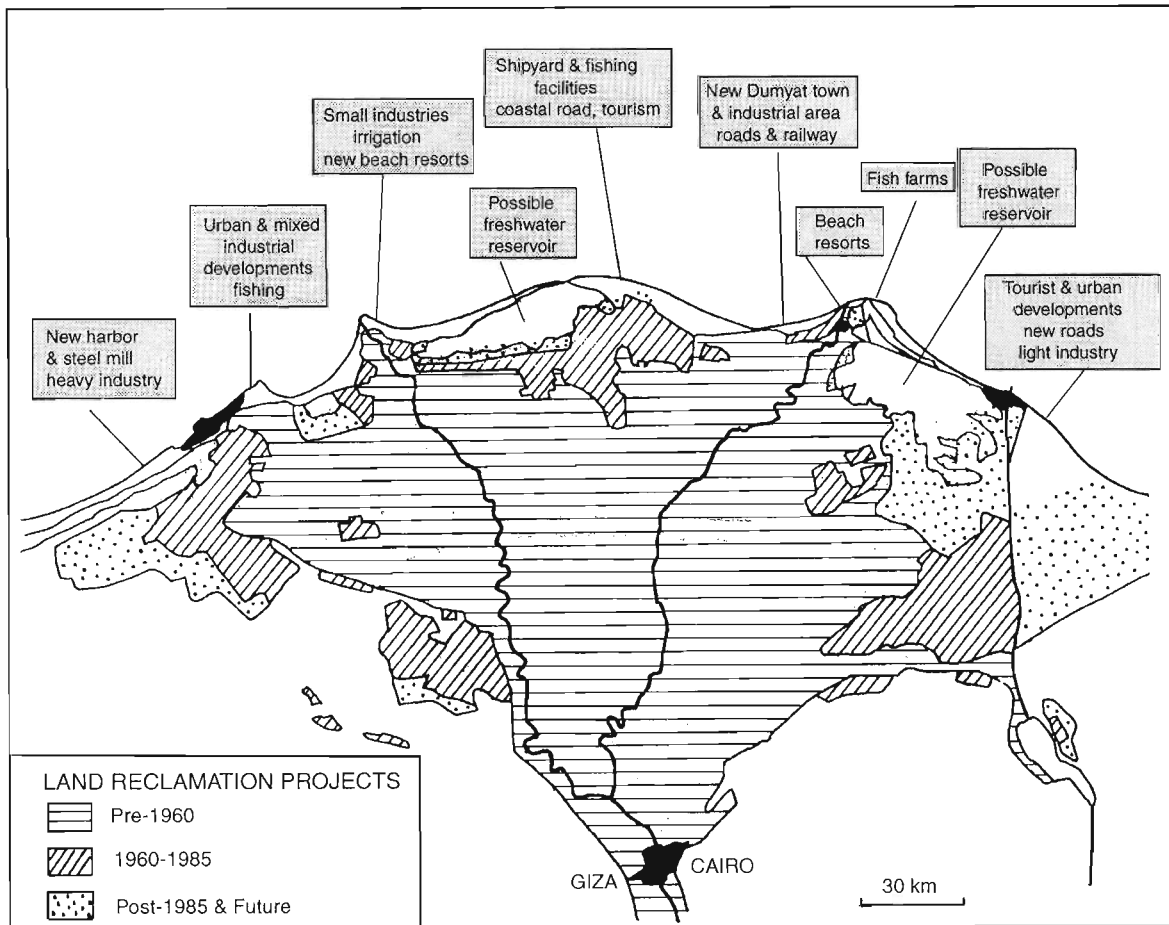 Shipyard & fishing
facilities
coastal road, tourism
New Dumyat town
& industrial area
roads & railway
Small industries
irrigation
new beach resorts
Fish farms
Possible
freshwater
reservoir
Possible
freshwater
reservoir
Beach
resorts
Urban & mixed
industrial
developments
fishing
Tourist & urban
developments
new roads
light industry
New harbor
& steel mill
heavy industry
LAND RECLAMATION PROJECTS
Pre-1960
1960-1985
Post-1985 & Future
GIZA
CAIRO
30 km